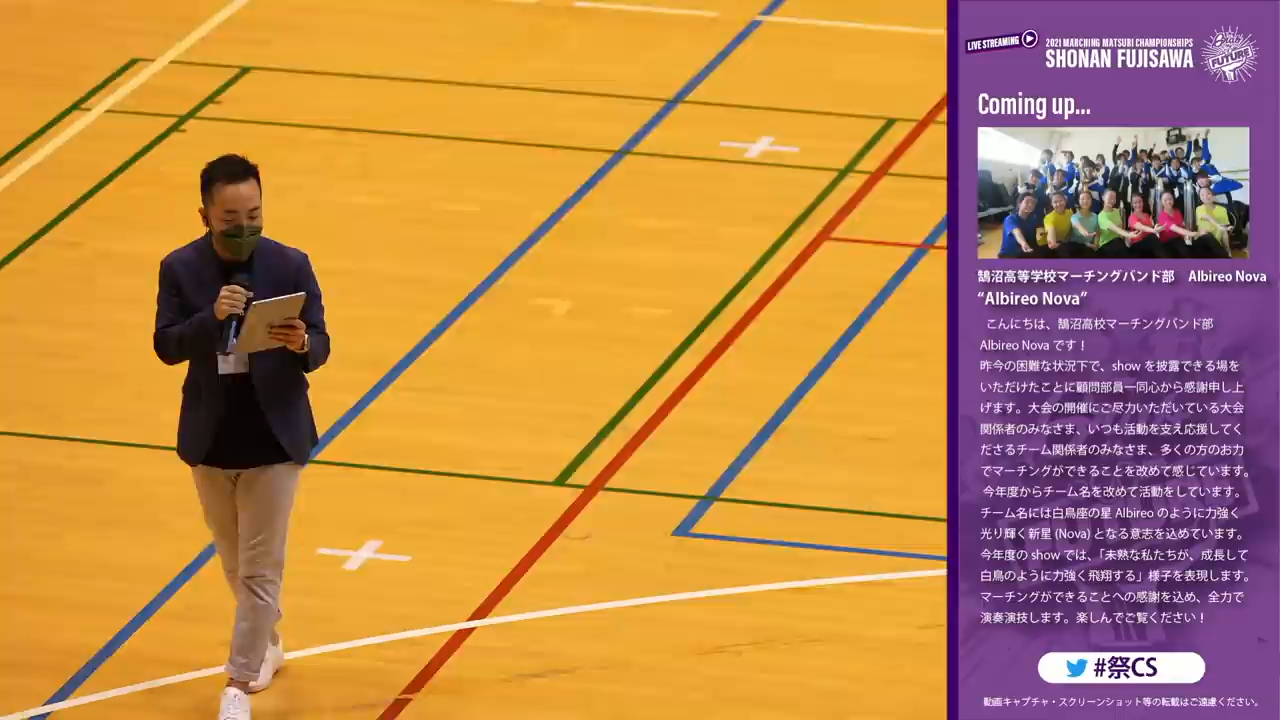 LIVE STREAMING
2021 MARCHING MATSURI CHAMPIONSHIPS
SHONAN FUJISAWA
FUTURE
Coming up...
鵠沼高等学校マーチングバンド部 Albireo Nova
“Albireo Nova”
こんにちは、鵠沼高校マーチングバンド部
Albireo Nova です！
昨今の困難な状況下で、show を披露できる場を
いただけたことに顧問部員一同心から感謝申し上
げます。大会の開催にご尽力いただいている大会
関係者のみなさま、いつも活動を支え応援してく
ださるチーム関係者のみなさま、多くの方のお力
でマーチングができることを改めて感じています。
今年度からチーム名を改めて活動をしています。
チーム名には白鳥座の星 Albireo のように力強く
光り輝く新星 (Nova) となる意志を込めています。
今年度の show では、「未熟な私たちが、成長して
白鳥のように力強く飛翔する」様子を表現します。
マーチングができることへの感謝を込め、全力で
演奏演技します。楽しんでご覧ください！
#祭CS
動画キャプチャ・スクリーンショット等の転載はご遠慮ください。